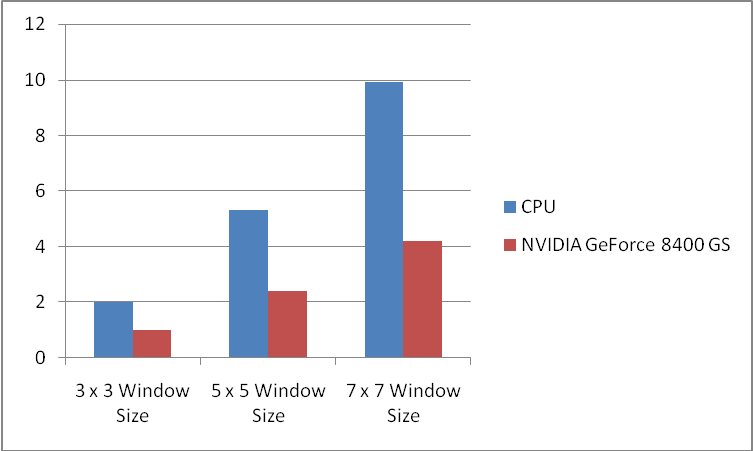 12
10
8
6
4
2
0
3 x 3 Window
Size
5 x 5 Window
Size
7 x 7 Window
Size
CPU
NVIDIA GeForce 8400 GS